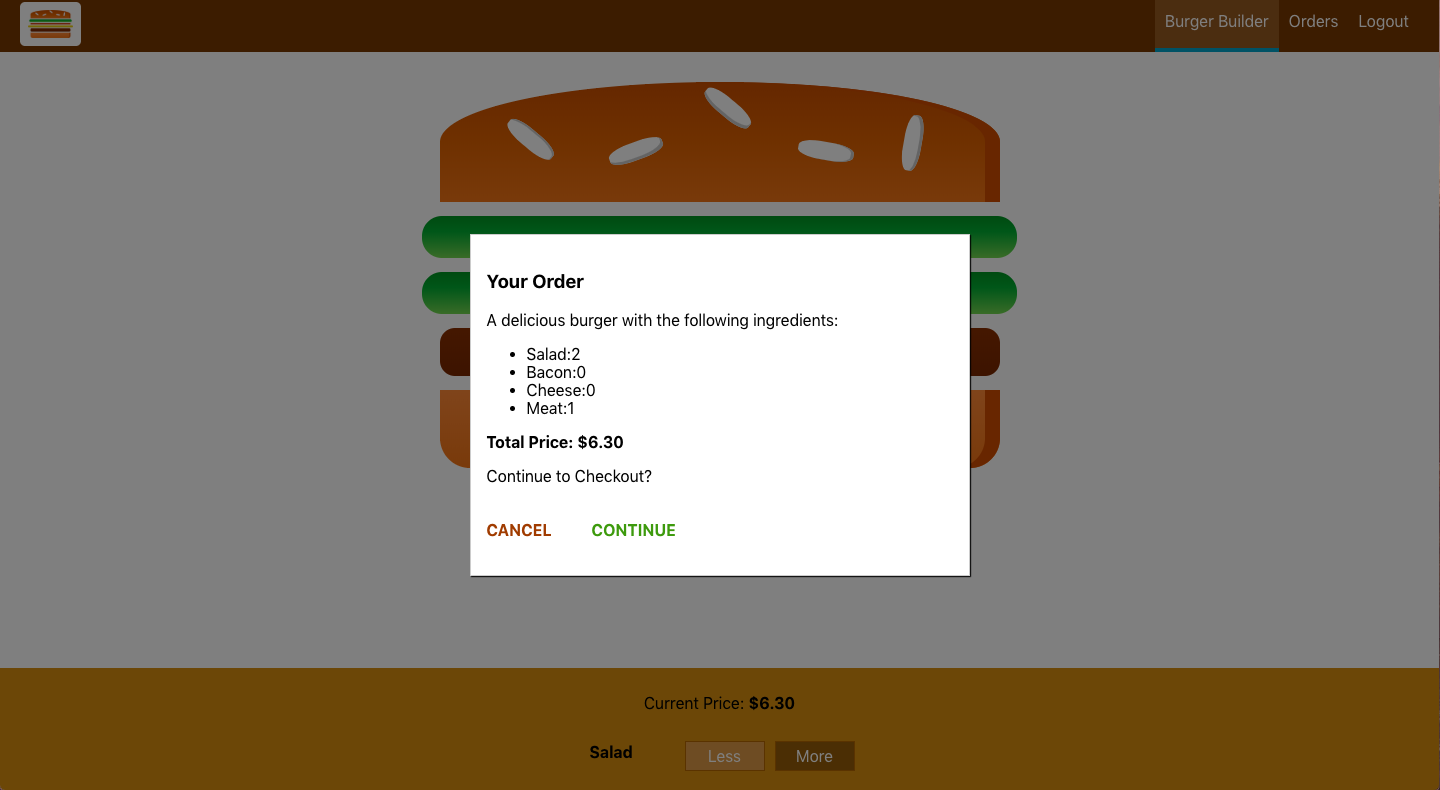 Burger Builder Orders Logout
Your Order
A delicious burger with the following ingredients:
Salad:2
Bacon:0
Cheese:0
Meat:1
Total Price: $6.30
Continue to Checkout?
CANCEL CONTINUE
Current Price: $6.30
Salad Less More